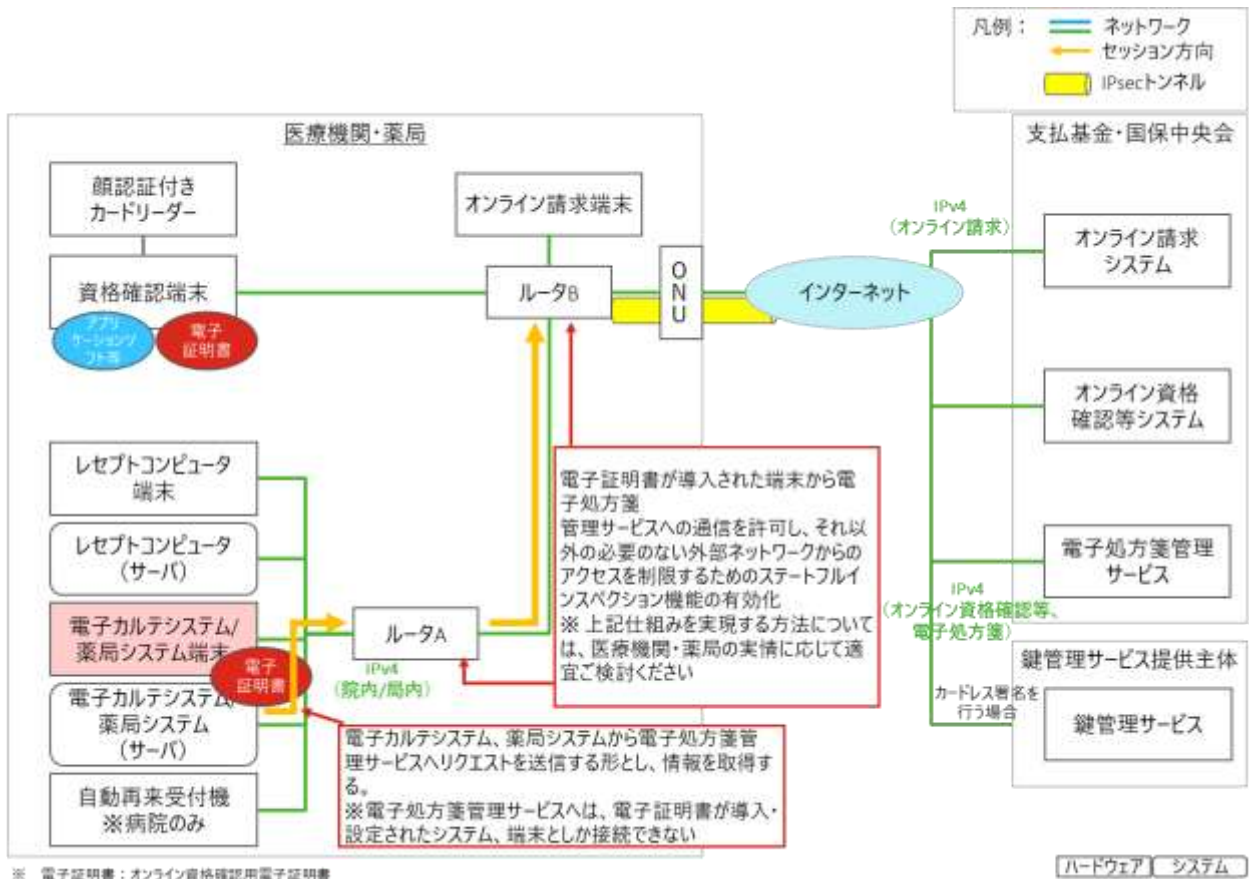 凡例：
ネットワーク
セッション方向
IPsecトンネル
医療機関・薬局
支払基金・国保中央会
顔認証付き
カードリーダー
オンライン請求端末
IPv4
（オンライン請求）
オンライン請求
システム
資格確認端末
ルータB
ONU
インターネット
アプリ
ケーションソ
フト等
電子
証明書
オンライン資格
確認等システム
レセプトコンピュータ
端末
電子証明書が導入された端末から電
子処方箋
管理サービスへの通信を許可し、それ以
外の必要のない外部ネットワークからの
アクセスを制限するためのステートフルイ
ンスペクション機能の有効化
※ 上記仕組みを実現する方法について
は、医療機関・薬局の実情に応じて適
宜ご検討ください
レセプトコンピュータ
（サーバ）
電子処方箋管理
サービス
IPv4
（オンライン資格確認等、
電子処方箋）
電子カルテシステム/
薬局システム端末
ルータA
IPv4
（院内/局内）
電子
証明書
鍵管理サービス提供主体
電子カルテシステム/
薬局システム
（サーバ）
カードレス署名を
行う場合
鍵管理サービス
電子カルテシステム、薬局システムから電子処方箋管
理サービスへリクエストを送信する形とし、情報を取得す
る。
※電子処方箋管理サービスへは、電子証明書が導入・
設定されたシステム、端末としか接続できない
自動再来受付機
※病院のみ
※ 電子証明書：オンライン資格確認用電子証明書
ハードウェア
システム